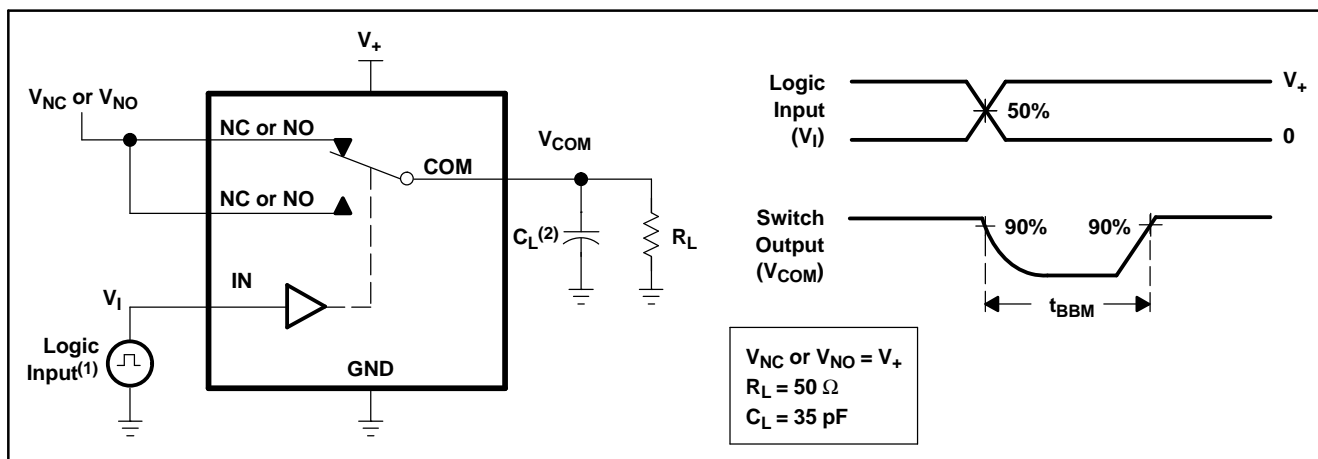 V+
VNC or VNO
NC or NO
VCOM
COM
NC or NO
CL(2)
RL
IN
VI
Logic
Input(1)
GND
Logic
Input
(VI)
50%
V+
0
Switch
Output
(VCOM)
90%
90%
tBBM
VNC or VNO = V+
RL = 50 Ω
CL = 35 pF